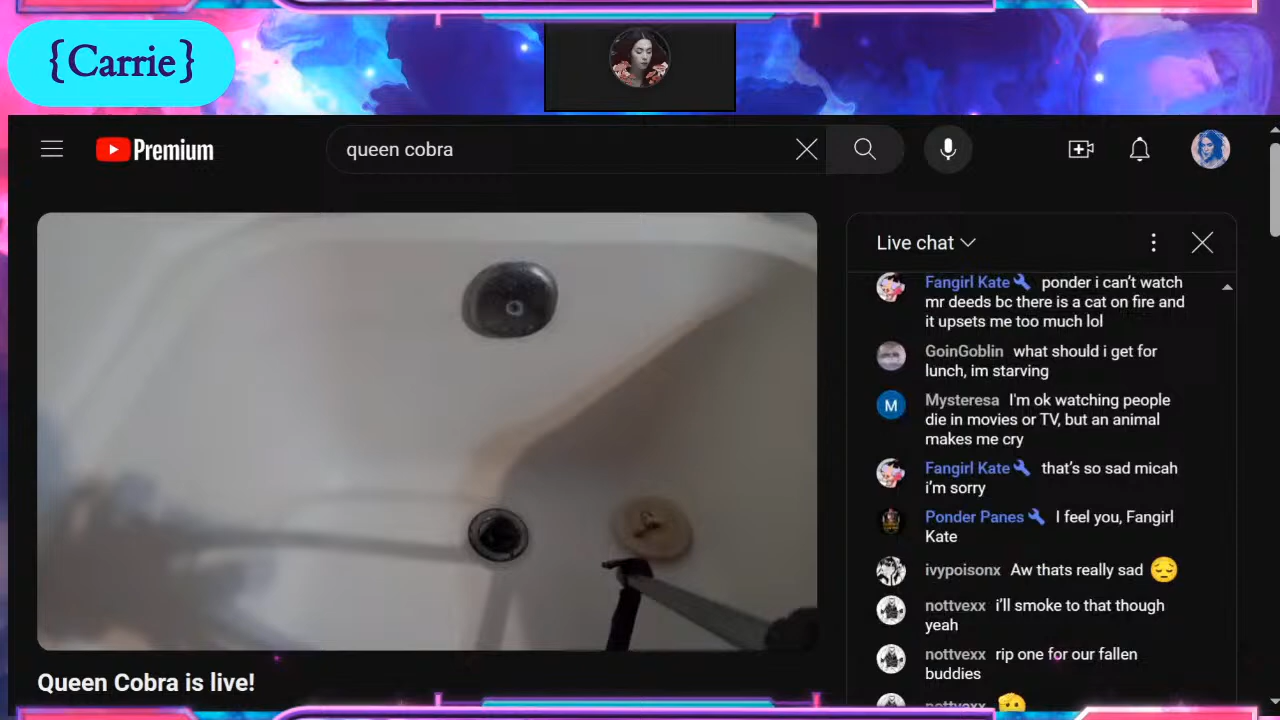 {Carrie}
Premium
queen cobra
Live chat
Fangirl Kate ponder i can't watch
mr deeds bc there is a cat on fire and
it upsets me too much lol
GoinGoblin what should i get for
lunch, im starving
M
Mysteresa I'm ok watching people
die in movies or TV, but an animal
makes me cry
Fangirl Kate that's so sad micah
i'm sorry
Ponder Panes I feel you, Fangirl
Kate
ivypoisonx Aw thats really sad
nottvexx i'll smoke to that though
yeah
nottvexx rip one for our fallen
buddies
nottvexx
Queen Cobra is live!